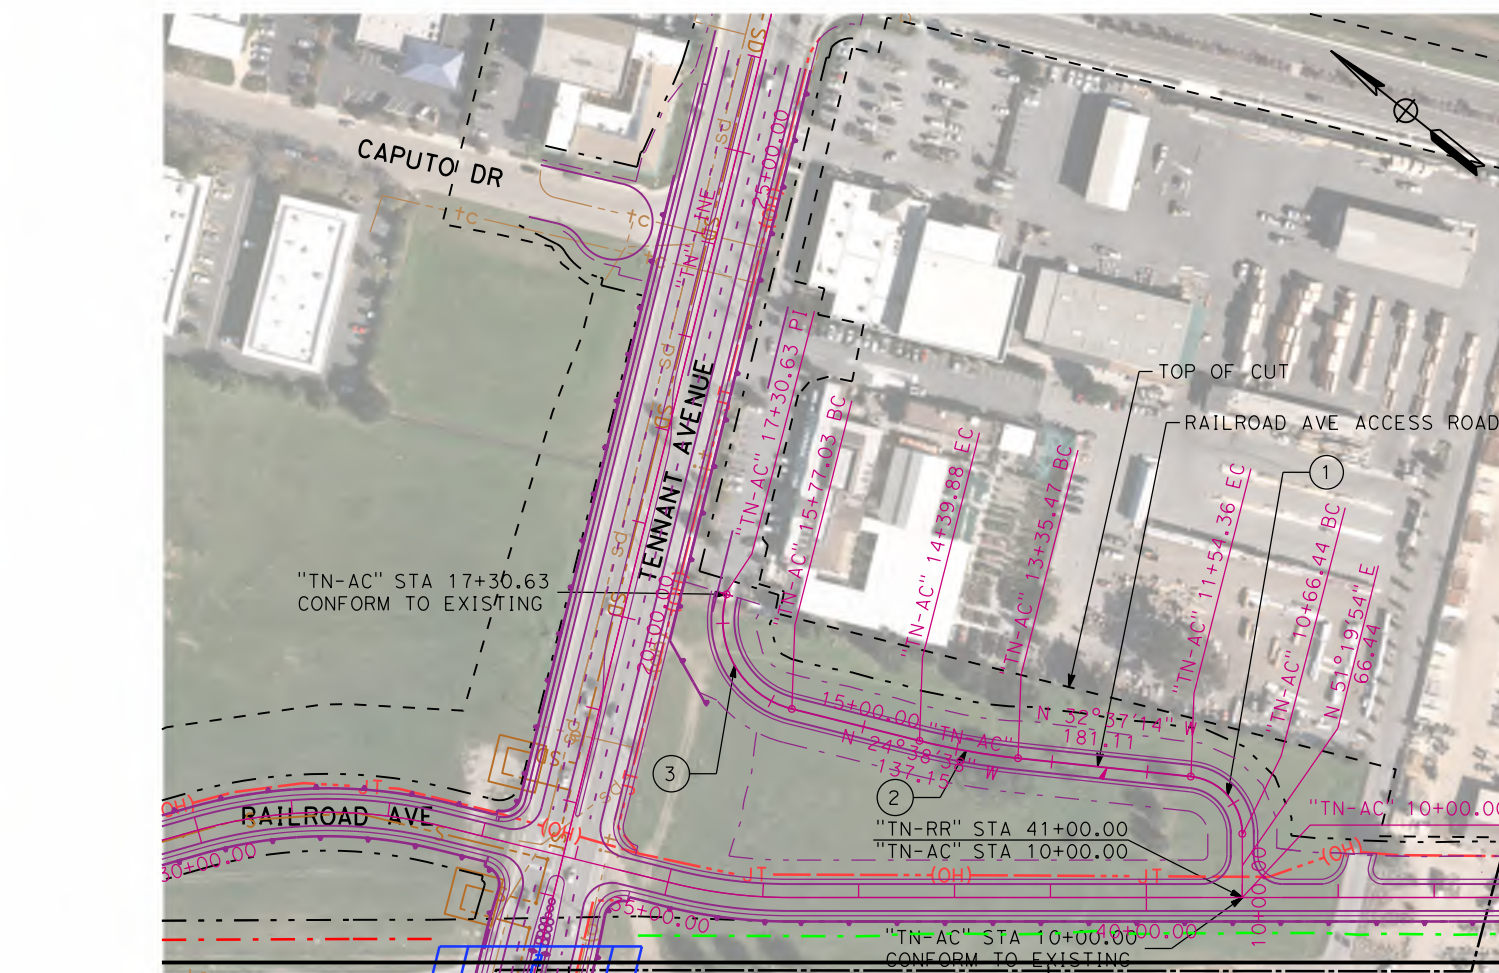 CAPUTO DR
tc
tc
SD
sd
25+00.00
(OH)
"TN" LINE
SD
sd
SD
JT
TENNANT AVENUE
"TN-AC" 17+30.63 PI
"TN-AC" 15+77.03 BC
"TN-AC" 14+39.88 EC
"TN-AC" 13+35.47 BC
"TN-AC" 11+54.36 EC
"TN-AC" 10+66.44 BC
N 51°19'54" E
66.44
TOP OF CUT
RAILROAD AVE ACCESS ROAD
1
"TN-AC" STA 17+30.63
CONFORM TO EXISTING
sd
SD
20+00.00
15+00.00 "TN-AC"
N 24°38'38" W
137.15
N 32°37'14" W
181.11
3
2
"TN-RR" STA 41+00.00
"TN-AC" STA 10+00.00
"TN-AC" 10+00.00
(OH)
JT
RAILROAD AVE
S
S
30+00.00
(OH)
JT
JT
(OH)
JT
(OH)
10+00.00
35+00.00
40+00.00
"TN-AC" STA 10+00.00
CONFORM TO EXISTING